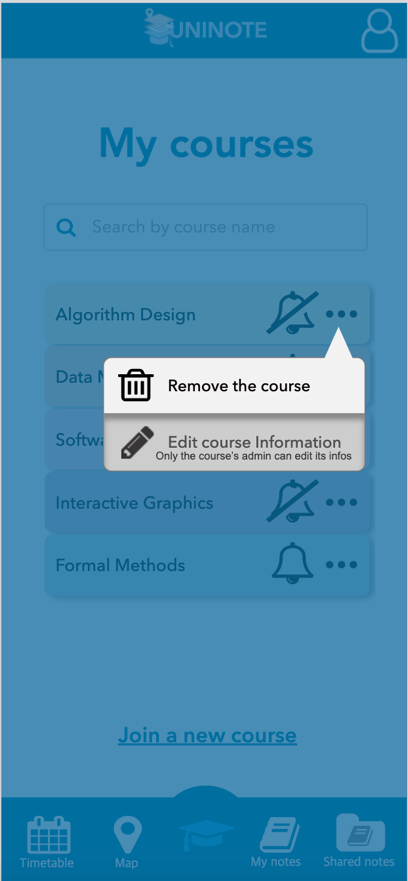 UNINOTE
My courses
Search by course name
Algorithm Design
Data
Remove the course
Edit course Information
Only the course's admin can edit its infos
Interactive Graphics
Formal Methods
Join a new course
Timetable
Map
My notes
Shared notes